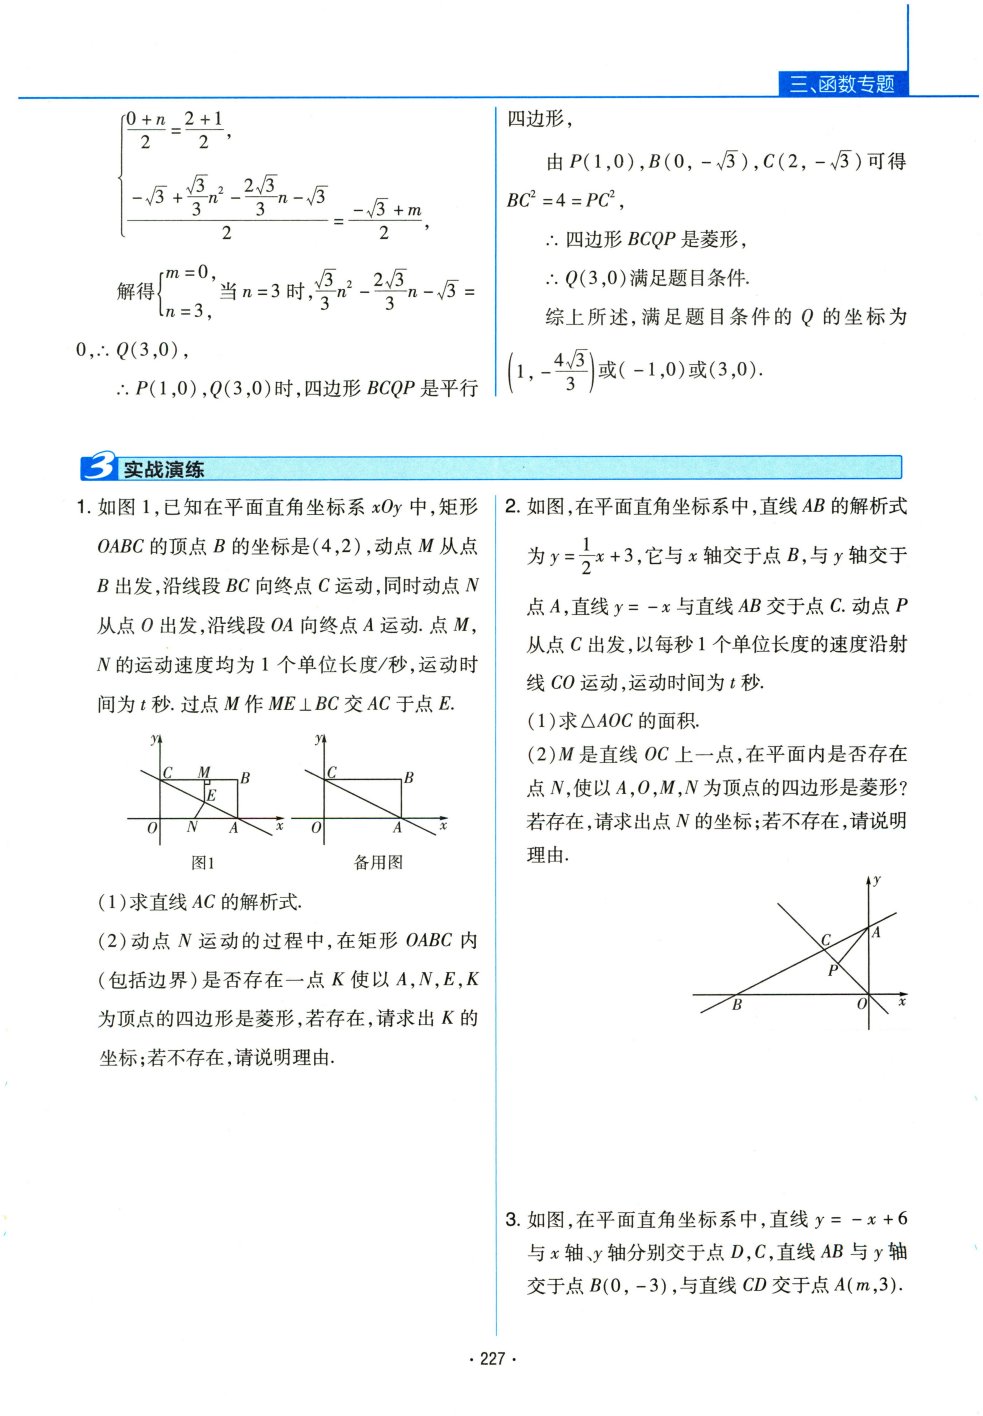 三、函数专题
{ (0+n)/2 = (2+1)/2,
(-√3 + (√3/3)n² - (2√3/3)n - √3)/2 = (-√3+m)/2,
解得{ m=0, n=3, 当 n=3 时, (√3/3)n² - (2√3/3)n - √3 =
0,∴ Q(3,0),
∴ P(1,0),Q(3,0)时,四边形 BCQP 是平行
四边形,
由 P(1,0),B(0, -√3),C(2, -√3)可得
BC² =4 =PC²,
∴ 四边形 BCQP 是菱形,
∴ Q(3,0)满足题目条件.
综上所述,满足题目条件的 Q 的坐标为
(1, -4√3/3)或( -1,0)或(3,0).
3 实战演练
1. 如图 1,已知在平面直角坐标系 xOy 中,矩形
OABC 的顶点 B 的坐标是(4,2),动点 M 从点
B 出发,沿线段 BC 向终点 C 运动,同时动点 N
从点 O 出发,沿线段 OA 向终点 A 运动. 点 M,
N 的运动速度均为 1 个单位长度/秒,运动时
间为 t 秒. 过点 M 作 ME⊥BC 交 AC 于点 E.
y C M B E O N A x
y C B O A x
图1
备用图
(1)求直线 AC 的解析式.
(2)动点 N 运动的过程中,在矩形 OABC 内
(包括边界)是否存在一点 K 使以 A,N,E,K
为顶点的四边形是菱形,若存在,请求出 K 的
坐标;若不存在,请说明理由.
2. 如图,在平面直角坐标系中,直线 AB 的解析式
为 y = 1/2 x +3,它与 x 轴交于点 B,与 y 轴交于
点 A,直线 y = -x 与直线 AB 交于点 C. 动点 P
从点 C 出发,以每秒 1 个单位长度的速度沿射
线 CO 运动,运动时间为 t 秒.
(1)求△AOC 的面积.
(2)M 是直线 OC 上一点,在平面内是否存在
点 N,使以 A,O,M,N 为顶点的四边形是菱形?
若存在,请求出点 N 的坐标;若不存在,请说明
理由.
y C A P B O x
3. 如图,在平面直角坐标系中,直线 y = -x +6
与 x 轴、y 轴分别交于点 D,C,直线 AB 与 y 轴
交于点 B(0, -3),与直线 CD 交于点 A(m,3).
· 227 ·